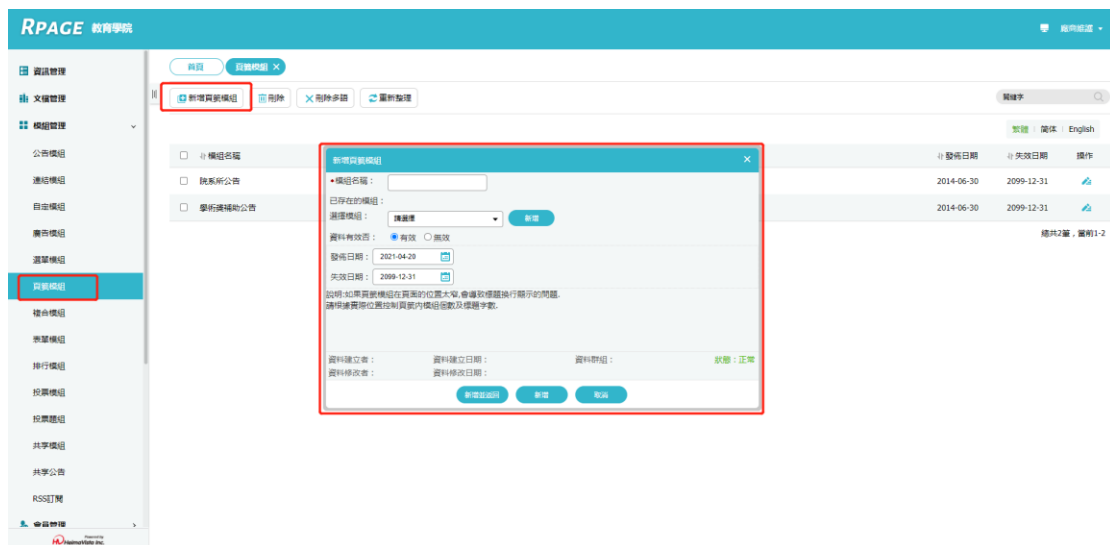 RPAGE 教育學院
廠商維護
資訊管理
文檔管理
模組管理
公告模組
連結模組
自定模組
廣告模組
選單模組
頁籤模組
複合模組
表單模組
排行模組
投票模組
投票題組
共享模組
共享公告
RSS訂閱
會員管理
Powered by
HeimaVista Inc.
首頁 頁籤模組
新增頁籤模組 刪除 刪除多語 重新整理
關鍵字
繁體 简体 English
模組名稱 發佈日期 失效日期 操作
院系所公告 2014-06-30 2099-12-31
學術獎補助公告 2014-06-30 2099-12-31
總共2筆，當前1-2
新增頁籤模組
模組名稱：
已存在的模組：
選擇模組： 請選擇 新增
資料有效否： 有效 無效
發佈日期： 2021-04-20
失效日期： 2099-12-31
說明:如果頁籤模組在頁面的位置太窄,會導致標題換行顯示的問題.
請根據實際位置控制頁籤內模組個數及標題字數.
資料建立者： 資料建立日期： 資料群組： 狀態：正常
資料修改者： 資料修改日期：
新增並返回 新增 取消